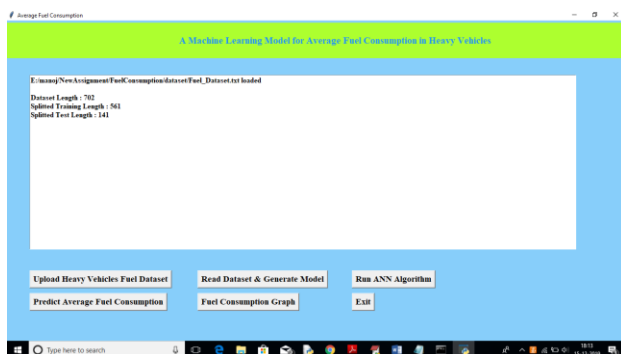 Average Fuel Consumption
A Machine Learning Model for Average Fuel Consumption in Heavy Vehicles
E:/manoj/NewAssignment/FuelConsumption/dataset/Fuel_Dataset.txt loaded
Dataset Length : 702
Splitted Training Length : 561
Splitted Test Length : 141
Upload Heavy Vehicles Fuel Dataset
Read Dataset & Generate Model
Run ANN Algorithm
Predict Average Fuel Consumption
Fuel Consumption Graph
Exit
Type here to search
18:13